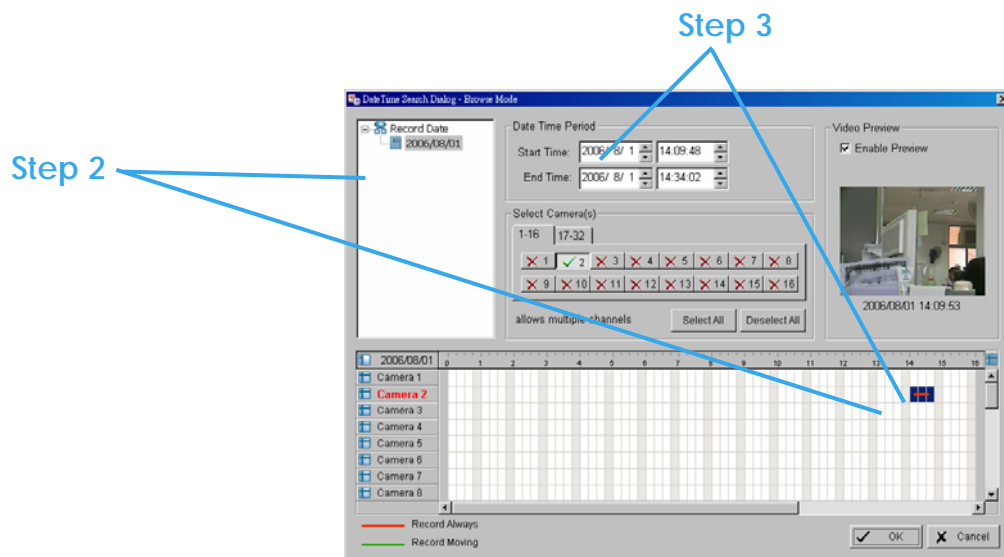 Step 3
DateTime Search Dialog - Browse Mode
Record Date
2006/08/01
Step 2
Date Time Period
Start Time: 2006/ 8/ 1 14:09:48
End Time: 2006/ 8/ 1 14:34:02
Select Camera(s)
1-16 17-32
1 2 3 4 5 6 7 8
9 10 11 12 13 14 15 16
allows multiple channels Select All Deselect All
Video Preview
Enable Preview
2006/08/01 14:09:53
2006/08/01 0 1 2 3 4 5 6 7 8 9 10 11 12 13 14 15 16
Camera 1
Camera 2
Camera 3
Camera 4
Camera 5
Camera 6
Camera 7
Camera 8
Record Always
Record Moving
OK Cancel